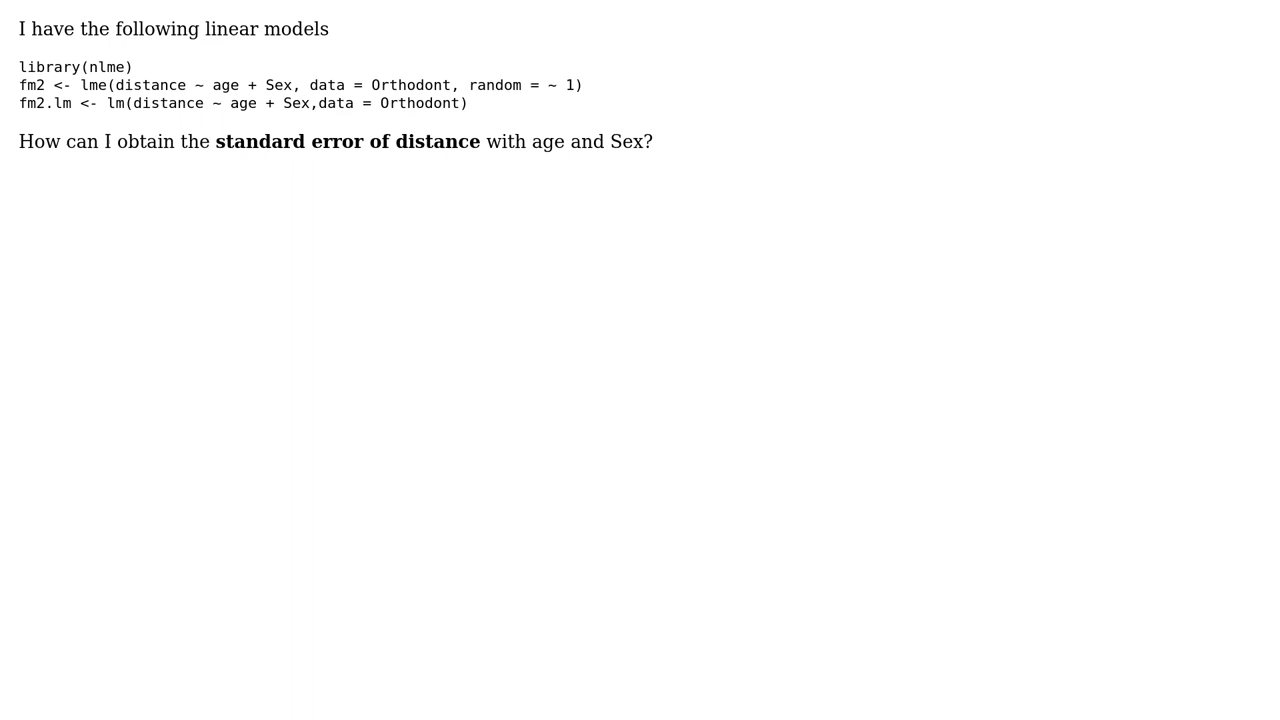 I have the following linear models
library(nlme)
fm2 <- lme(distance ~ age + Sex, data = Orthodont, random = ~ 1)
fm2.lm <- lm(distance ~ age + Sex,data = Orthodont)
How can I obtain the standard error of distance with age and Sex?